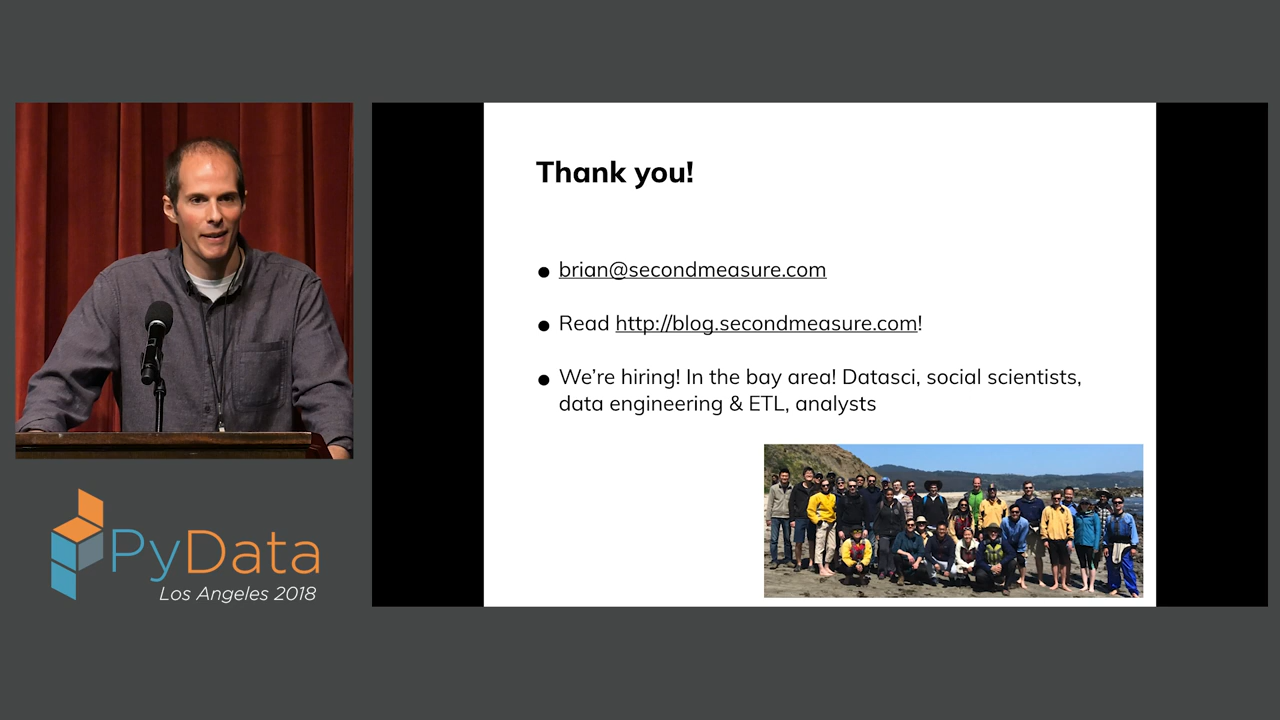 Thank you!
brian@secondmeasure.com
Read http://blog.secondmeasure.com!
We're hiring! In the bay area! Datasci, social scientists,
data engineering & ETL, analysts
PyData
Los Angeles 2018